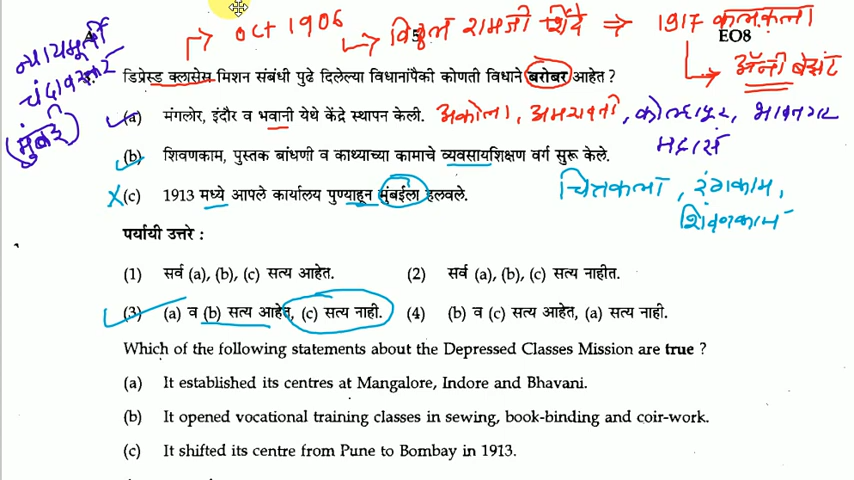 Oct 1906 विठ्ठल रामजी शिंदे ⇒ 1917 कलकत्ता
A 5 EO8
अ‍ॅनी बेझंट
न्यायमूर्ती
चंदावरकर
(मुंबई)
डिप्रेस्ड क्लासेस मिशन संबंधी पुढे दिलेल्या विधानांपैकी कोणती विधाने बरोबर आहेत ?
(a) मंगलोर, इंदौर व भवानी येथे केंद्रे स्थापन केली. अकोला, अमरावती, कोल्हापूर, भावनगर
मद्रास
(b) शिवणकाम, पुस्तक बांधणी व काथ्याच्या कामाचे व्यवसायशिक्षण वर्ग सुरू केले.
(c) 1913 मध्ये आपले कार्यालय पुण्याहून मुंबईला हलवले.
चित्रकला, रंगकाम,
शिवणकाम
पर्यायी उत्तरे :
(1) सर्व (a), (b), (c) सत्य आहेत. (2) सर्व (a), (b), (c) सत्य नाहीत.
(3) (a) व (b) सत्य आहेत, (c) सत्य नाही. (4) (b) व (c) सत्य आहेत, (a) सत्य नाही.
Which of the following statements about the Depressed Classes Mission are true ?
(a) It established its centres at Mangalore, Indore and Bhavani.
(b) It opened vocational training classes in sewing, book-binding and coir-work.
(c) It shifted its centre from Pune to Bombay in 1913.